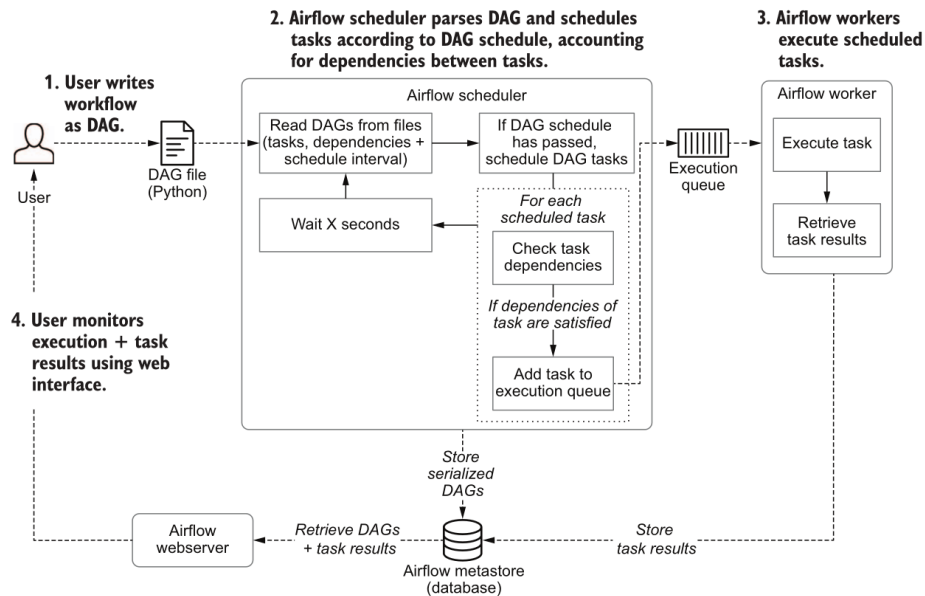 2. Airflow scheduler parses DAG and schedules
tasks according to DAG schedule, accounting
for dependencies between tasks.
3. Airflow workers
execute scheduled
tasks.
1. User writes
workflow
as DAG.
User
DAG file
(Python)
Airflow scheduler
Read DAGs from files
(tasks, dependencies +
schedule interval)
If DAG schedule
has passed,
schedule DAG tasks
Wait X seconds
For each
scheduled task
Check task
dependencies
If dependencies of
task are satisfied
Add task to
execution queue
Execution
queue
Airflow worker
Execute task
Retrieve
task results
4. User monitors
execution + task
results using web
interface.
Store
serialized
DAGs
Airflow
webserver
Retrieve DAGs
+ task results
Airflow metastore
(database)
Store
task results